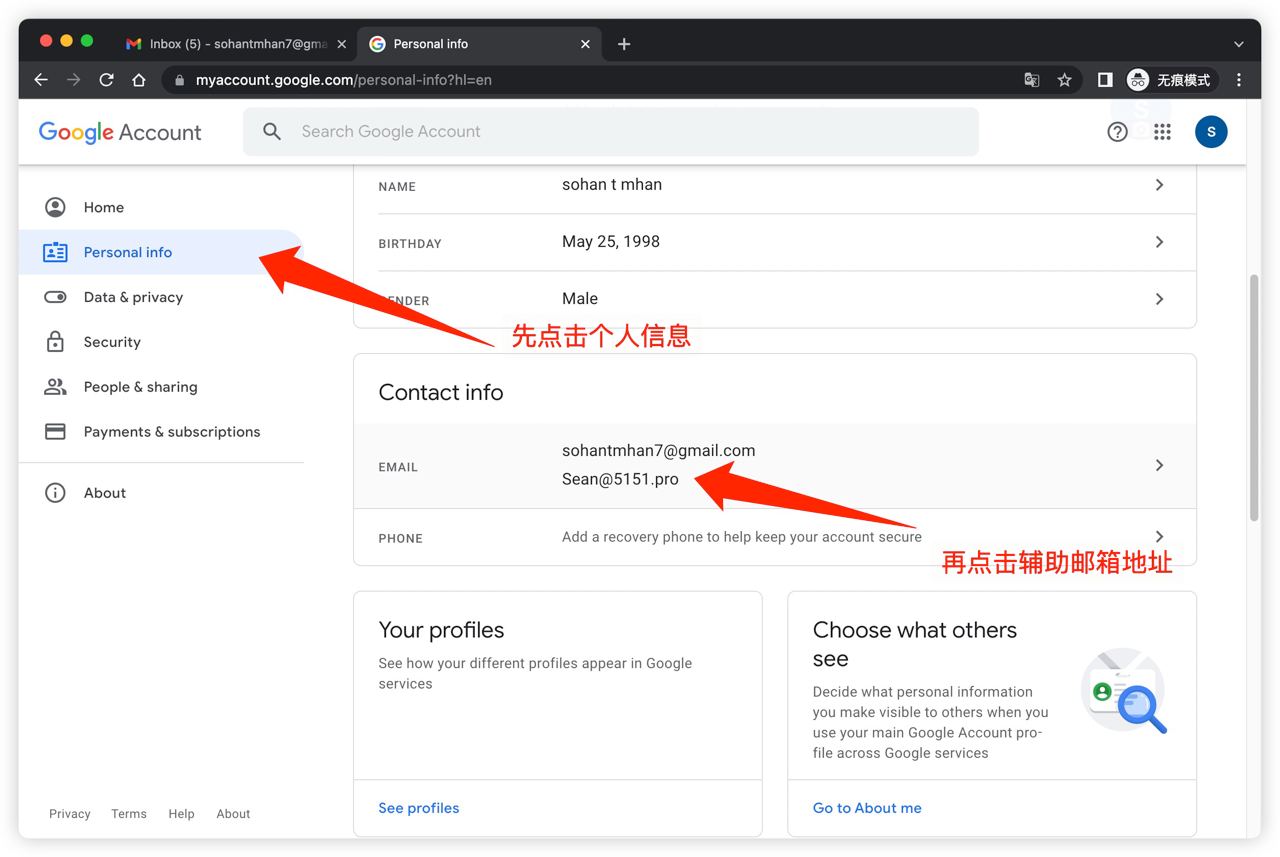 Inbox (5) - sohantmhan7@gma
Personal info
myaccount.google.com/personal-info?hl=en
无痕模式
Google Account
Search Google Account
S
Home
Personal info
Data & privacy
Security
People & sharing
Payments & subscriptions
About
NAME
sohan t mhan
BIRTHDAY
May 25, 1998
GENDER
Male
先点击个人信息
Contact info
EMAIL
sohantmhan7@gmail.com
Sean@5151.pro
PHONE
Add a recovery phone to help keep your account secure
再点击辅助邮箱地址
Your profiles
See how your different profiles appear in Google
services
See profiles
Choose what others
see
Decide what personal information
you make visible to others when you
use your main Google Account pro-
file across Google services
Go to About me
Privacy
Terms
Help
About